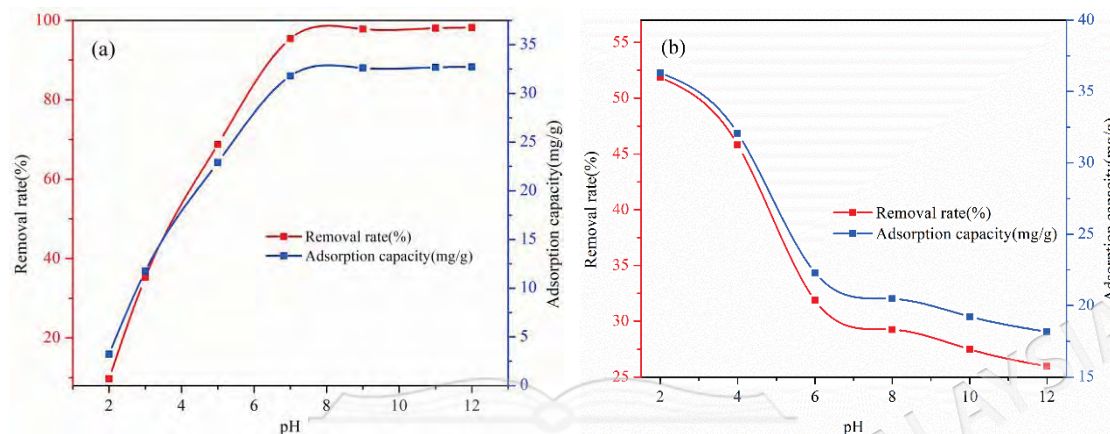 (a)
Removal rate(%)
100
80
60
40
20
Removal rate(%)
Adsorption capacity(mg/g)
35
30
25
20
15
10
5
0
Adsorption capacity(mg/g)
2 4 6 8 10 12
pH
(b)
Removal rate(%)
55
50
45
40
35
30
25
Removal rate(%)
Adsorption capacity(mg/g)
40
35
30
25
20
15
Adsorption capacity(mg/g)
2 4 6 8 10 12
pH